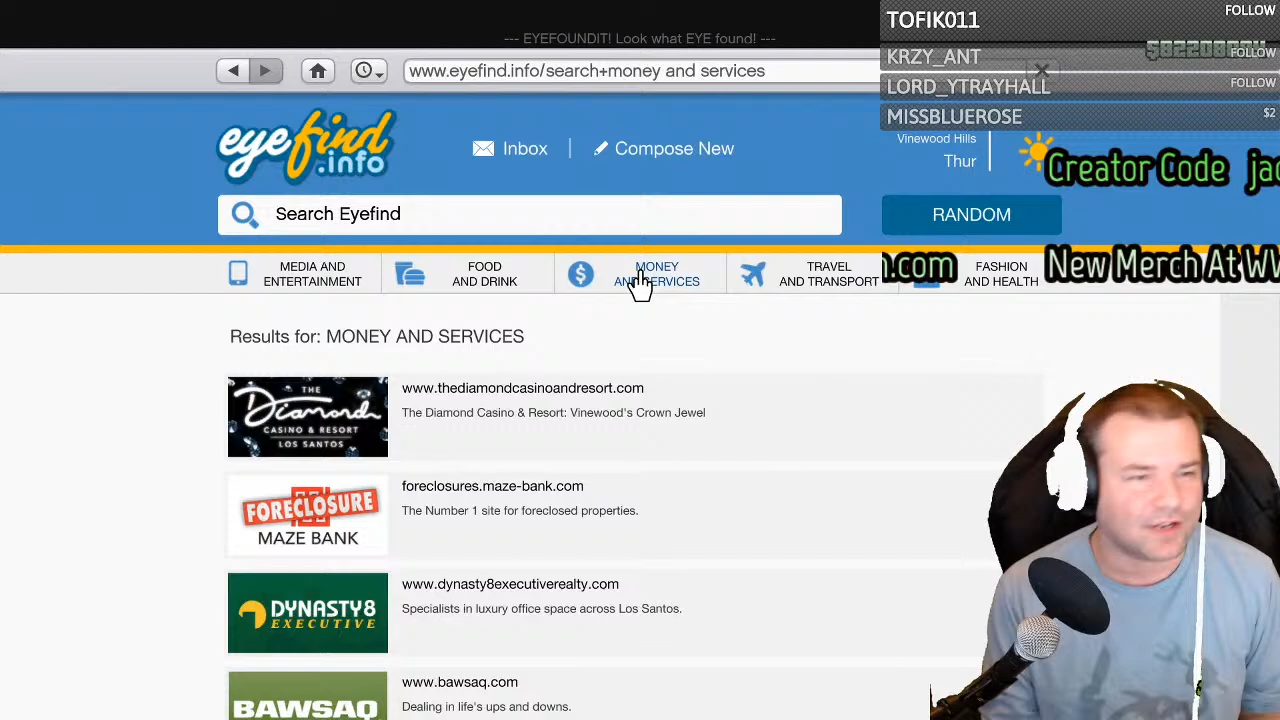 --- EYEFOUNDIT! Look what EYE found! ---
TOFIK011 FOLLOW
KRZY_ANT FOLLOW
LORD_YTRAYHALL FOLLOW
MISSBLUEROSE $2
www.eyefind.info/search+money and services
eyefind.info
Inbox | Compose New
Vinewood Hills
Thur
Creator Code
Search Eyefind
RANDOM
MEDIA AND
ENTERTAINMENT
FOOD
AND DRINK
MONEY
AND SERVICES
TRAVEL
AND TRANSPORT
FASHION
AND HEALTH
n.com New Merch At
Results for: MONEY AND SERVICES
THE
Diamond
CASINO & RESORT
LOS SANTOS
www.thediamondcasinoandresort.com
The Diamond Casino & Resort: Vinewood's Crown Jewel
FORECLOSURE
MAZE BANK
foreclosures.maze-bank.com
The Number 1 site for foreclosed properties.
DYNASTY8
EXECUTIVE
www.dynasty8executiverealty.com
Specialists in luxury office space across Los Santos.
BAWSAQ
www.bawsaq.com
Dealing in life's ups and downs.